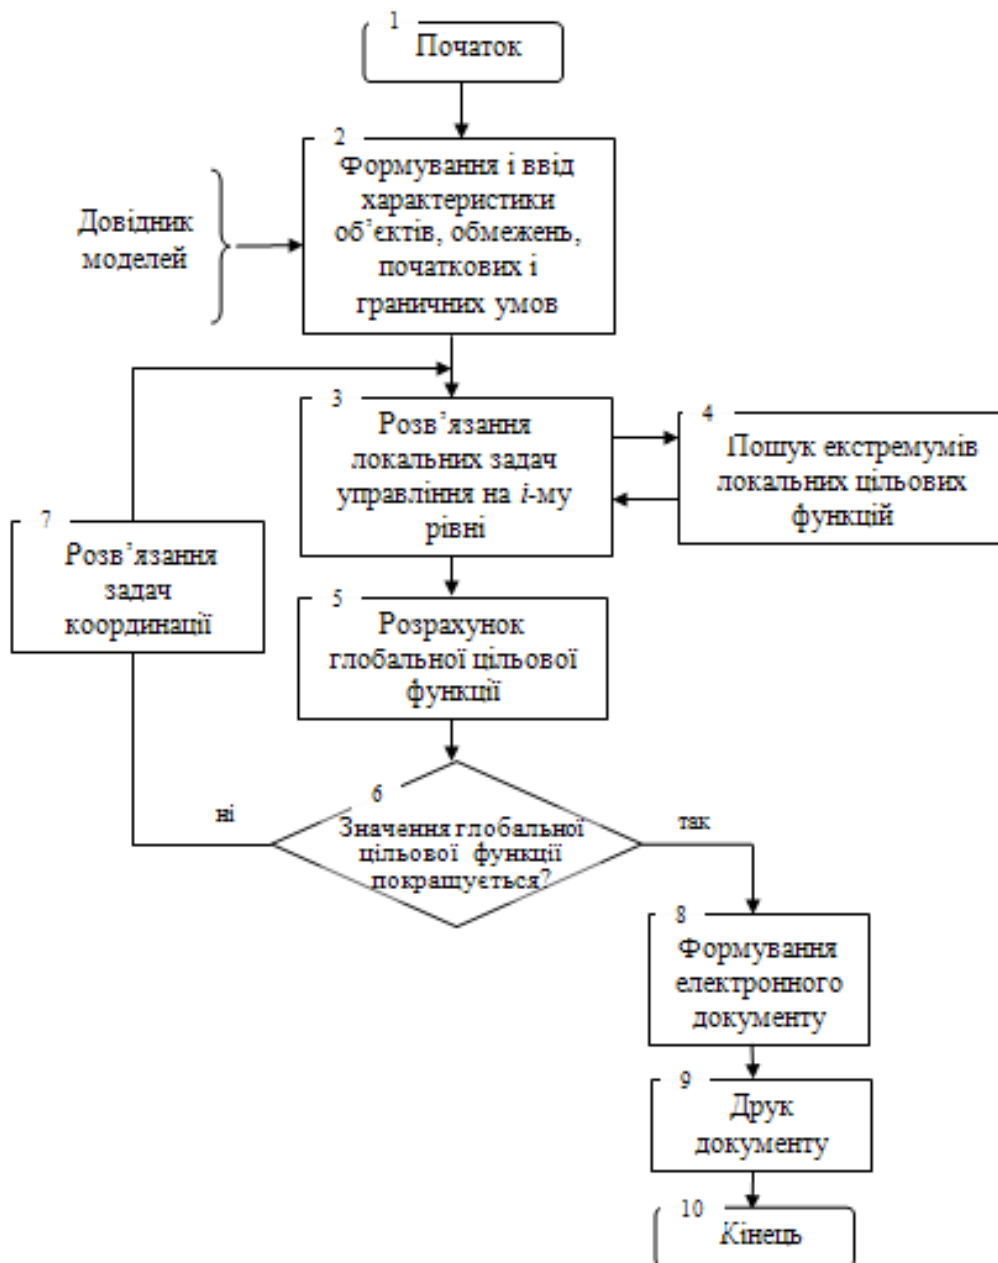 1
Початок
2
Формування і ввід
характеристики
об’єктів, обмежень,
початкових і
граничних умов
Довідник
моделей
3
Розв’язання
локальних задач
управління на i-му
рівні
4
Пошук екстремумів
локальних цільових
функцій
7
Розв’язання
задач
координації
5
Розрахунок
глобальної цільової
функції
6
Значення глобальної
цільової функції
покращується?
ні
так
8
Формування
електронного
документу
9
Друк
документу
10
Кінець